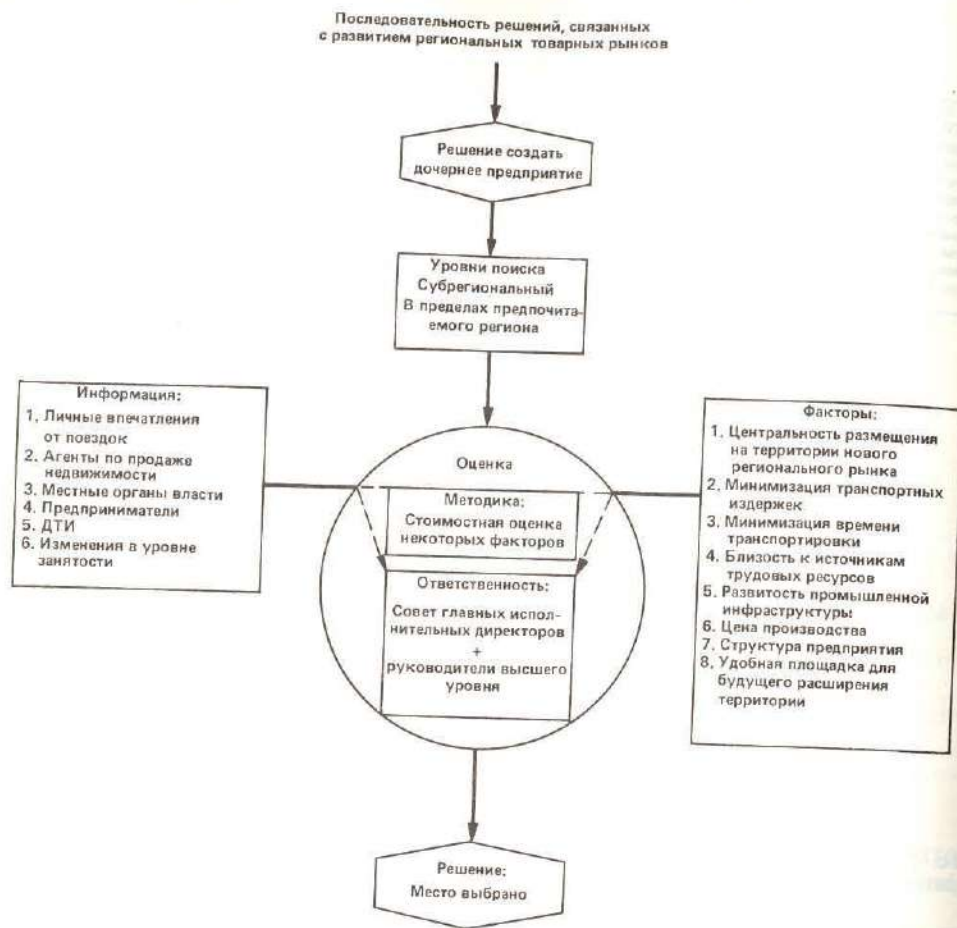 Последовательность решений, связанных
с развитием региональных товарных рынков
Решение создать
дочернее предприятие
Уровни поиска
Субрегиональный
В пределах предпочита-
емого региона
Информация:
1. Личные впечатления
от поездок
2. Агенты по продаже
недвижимости
3. Местные органы власти
4. Предприниматели
5. ДТИ
6. Изменения в уровне
занятости
Оценка
Методика:
Стоимостная оценка
некоторых факторов
Ответственность:
Совет главных испол-
нительных директоров
+
руководители высшего
уровня
Факторы:
1. Центральность размещения
на территории нового
регионального рынка
2. Минимизация транспортных
издержек
3. Минимизация времени
транспортировки
4. Близость к источникам
трудовых ресурсов
5. Развитость промышленной
инфраструктуры
6. Цена производства
7. Структура предприятия
8. Удобная площадка для
будущего расширения
территории
Решение:
Место выбрано